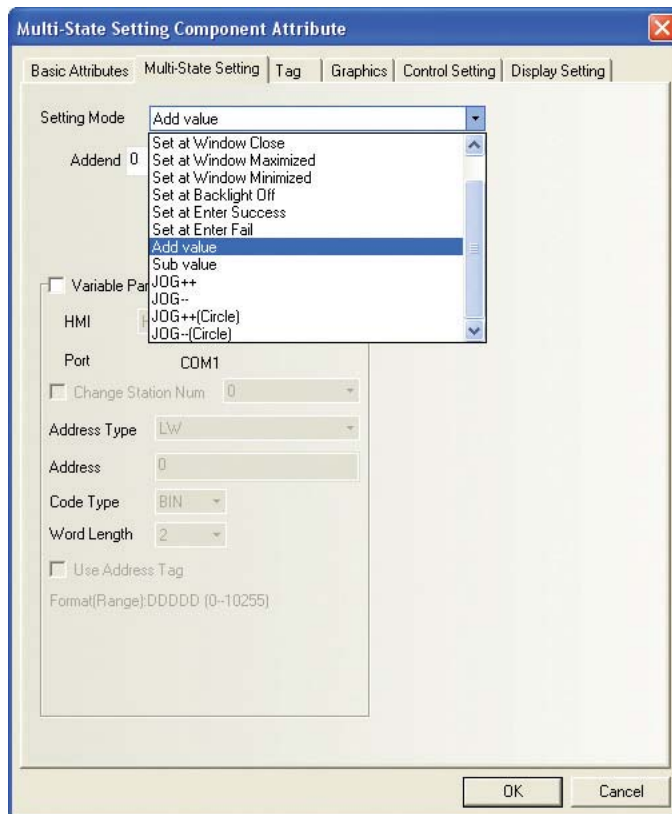 Multi-State Setting Component Attribute
Basic Attributes Multi-State Setting Tag Graphics Control Setting Display Setting
Setting Mode Add value
Set at Window Close
Addend 0 Set at Window Maximized
Set at Window Minimized
Set at Backlight Off
Set at Enter Success
Set at Enter Fail
Add value
Sub value
Variable Par JOG++
JOG--
HMI H JOG++(Circle)
JOG--(Circle)
Port COM1
Change Station Num 0
Address Type LW
Address 0
Code Type BIN
Word Length 2
Use Address Tag
Format(Range):DDDDD (0--10255)
OK Cancel